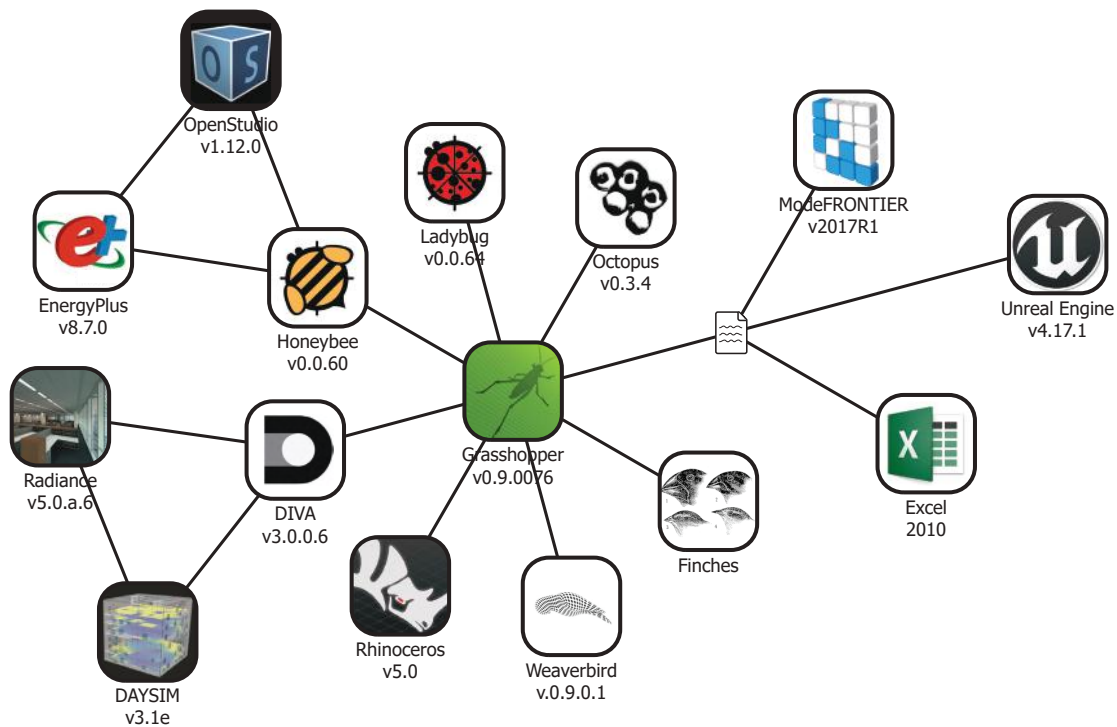 O S
OpenStudio
v1.12.0
EnergyPlus
v8.7.0
Honeybee
v0.0.60
Ladybug
v0.0.64
Octopus
v0.3.4
ModeFRONTIER
v2017R1
Unreal Engine
v4.17.1
Grasshopper
v0.9.0076
Radiance
v5.0.a.6
DIVA
v3.0.0.6
DAYSIM
v3.1e
Rhinoceros
v5.0
Weaverbird
v.0.9.0.1
Finches
X
Excel
2010